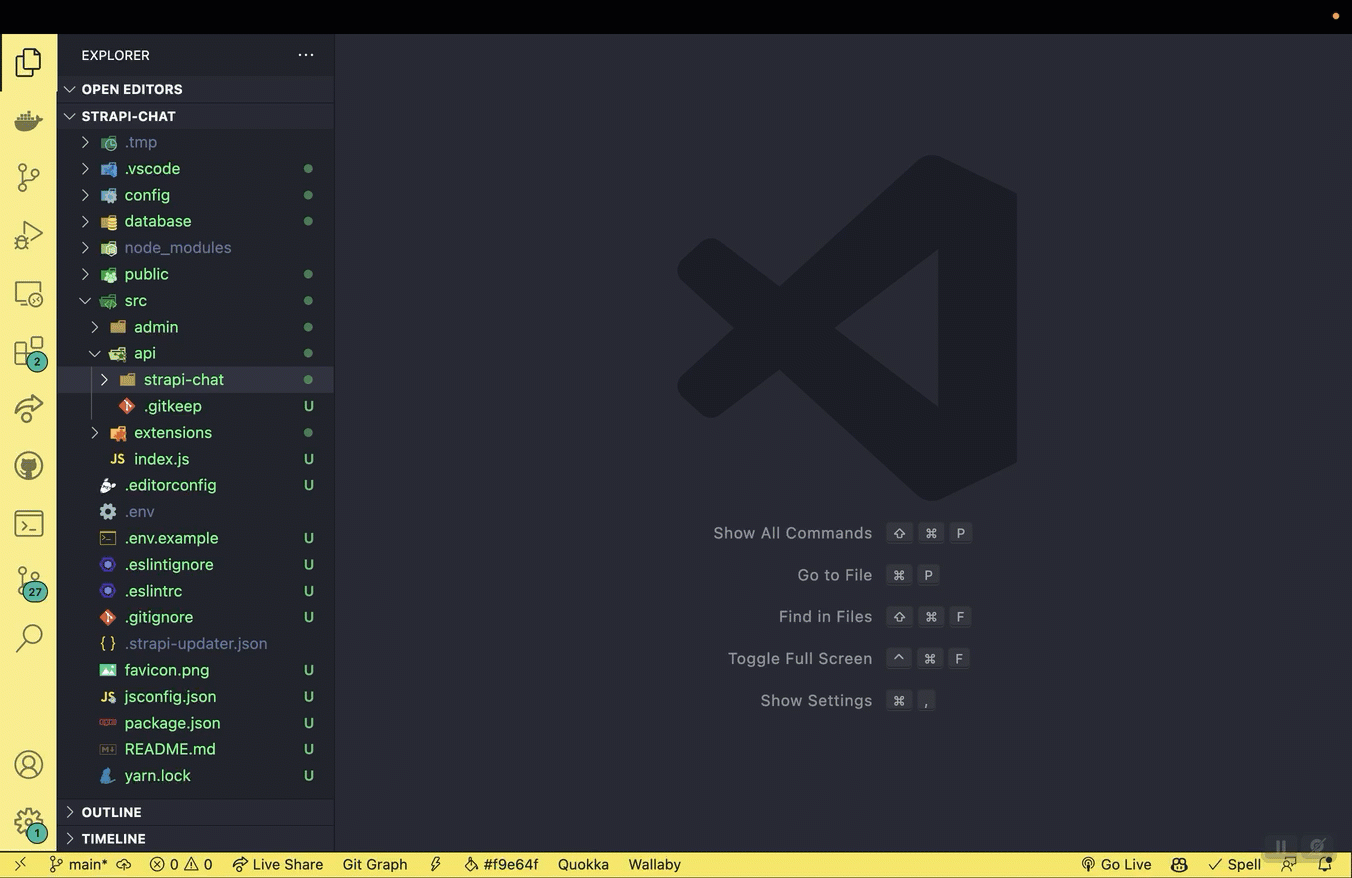 EXPLORER
OPEN EDITORS
STRAPI-CHAT
.tmp
.vscode
config
database
node_modules
public
src
admin
api
strapi-chat
.gitkeep U
extensions
JS index.js U
.editorconfig U
.env
.env.example U
.eslintignore U
.eslintrc U
.gitignore U
{ } .strapi-updater.json
favicon.png U
JS jsconfig.json U
package.json U
README.md U
yarn.lock U
OUTLINE
TIMELINE
2
27
1
Show All Commands ⇧ ⌘ P
Go to File ⌘ P
Find in Files ⇧ ⌘ F
Toggle Full Screen ^ ⌘ F
Show Settings ⌘ ,
main* 0 0 Live Share Git Graph #f9e64f Quokka Wallaby Go Live Spell